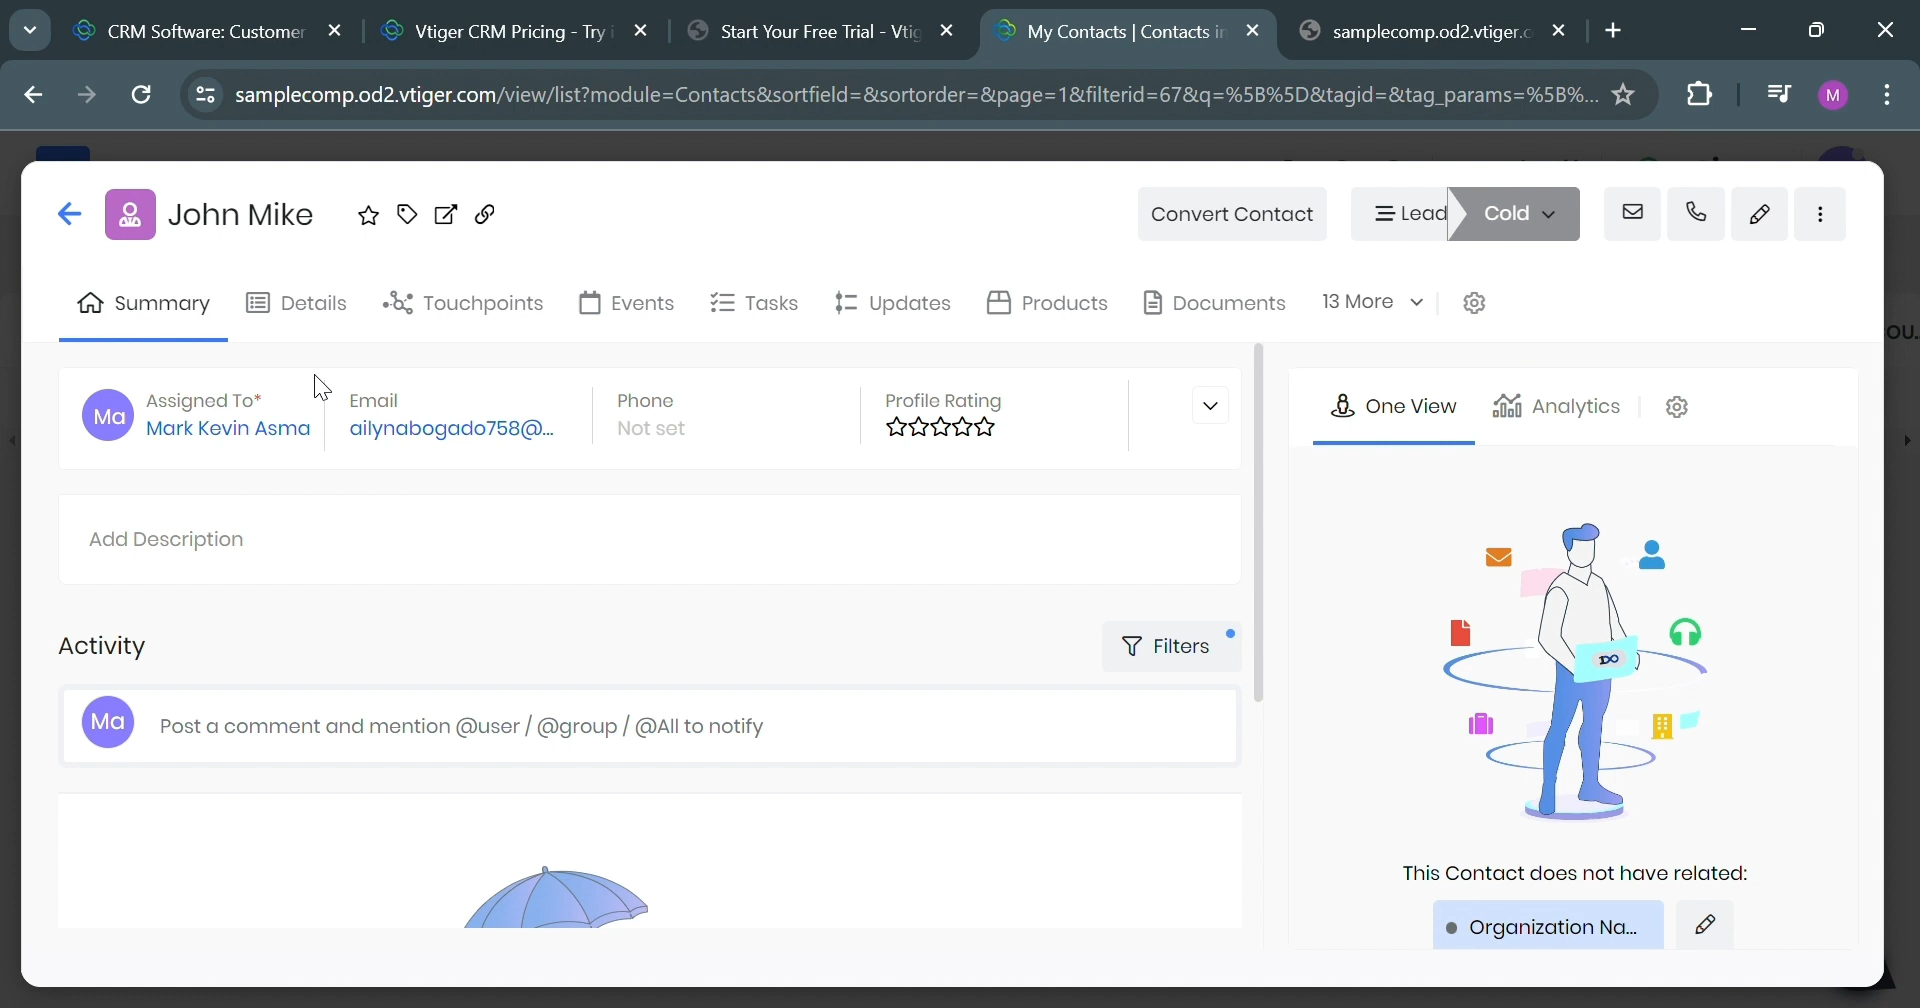 CRM Software: Customer
Vtiger CRM Pricing - Try i
Start Your Free Trial - Vtig
My Contacts | Contacts in
samplecomp.od2.vtiger.c
samplecomp.od2.vtiger.com/view/list?module=Contacts&sortfield=&sortorder=&page=1&filterid=67&q=%5B%5D&tagid=&tag_params=%5B%...
M
John Mike
Convert Contact
Lead
Cold
Summary
Details
Touchpoints
Events
Tasks
Updates
Products
Documents
13 More
ou.
Ma
Assigned To*
Mark Kevin Asma
Email
ailynabogado758@...
Phone
Not set
Profile Rating
One View
Analytics
Add Description
Activity
Filters
Ma
Post a comment and mention @user / @group / @All to notify
This Contact does not have related:
Organization Na...